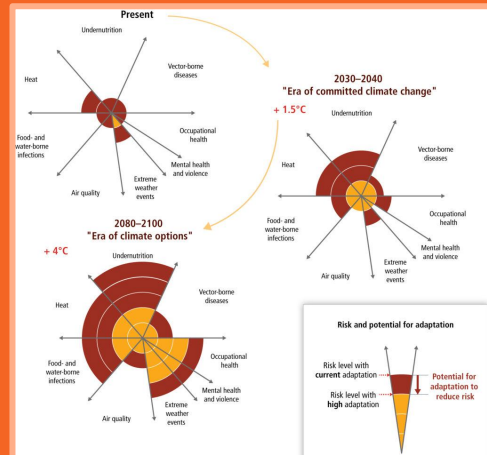 Present
Undernutrition
Vector-borne
diseases
Heat
Occupational
health
Food- and
water-borne
infections
Mental health
and violence
Air quality
Extreme
weather
events
2030–2040
"Era of committed climate change"
+ 1.5°C
Undernutrition
Vector-borne
diseases
Heat
Occupational
health
Food- and
water-borne
infections
Mental health
and violence
Air quality
Extreme
weather
events
2080–2100
"Era of climate options"
+ 4°C
Undernutrition
Vector-borne
diseases
Heat
Occupational
health
Food- and
water-borne
infections
Mental health
and violence
Air quality
Extreme
weather
events
Risk and potential for adaptation
Risk level with
current adaptation
Risk level with
high adaptation
Potential for
adaptation to
reduce risk